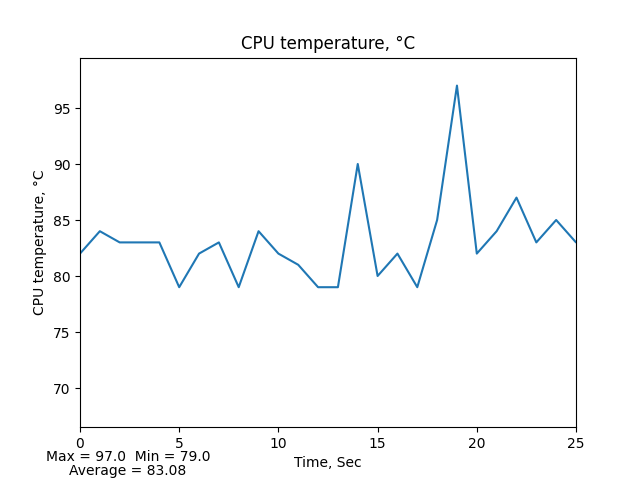 CPU temperature, °C
95
90
85
80
75
70
CPU temperature, °C
0 5 10 15 20 25
Time, Sec
Max = 97.0 Min = 79.0
Average = 83.08